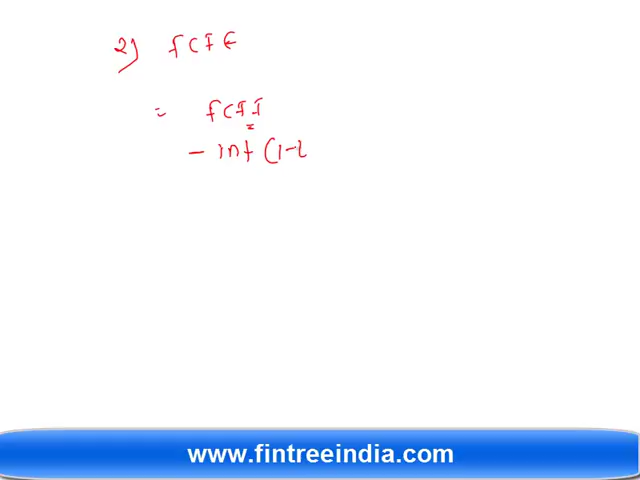 2) FCFE
= FCFF
- int (1-t
www.fintreeindia.com